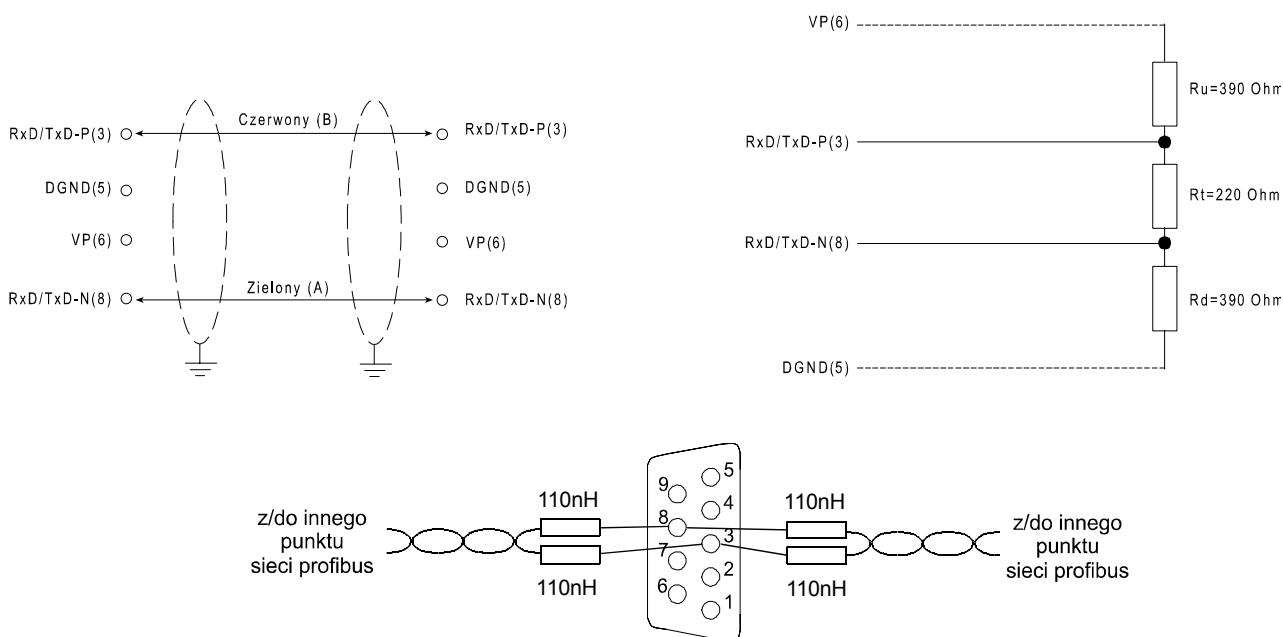 Czerwony (B)
RxD/TxD-P(3)
RxD/TxD-P(3)
DGND(5)
DGND(5)
VP(6)
VP(6)
Zielony (A)
RxD/TxD-N(8)
RxD/TxD-N(8)
VP(6)
Ru=390 Ohm
RxD/TxD-P(3)
Rt=220 Ohm
RxD/TxD-N(8)
Rd=390 Ohm
DGND(5)
z/do innego
punktu
sieci profibus
110nH
110nH
9
8
7
6
5
4
3
2
1
110nH
110nH
z/do innego
punktu
sieci profibus